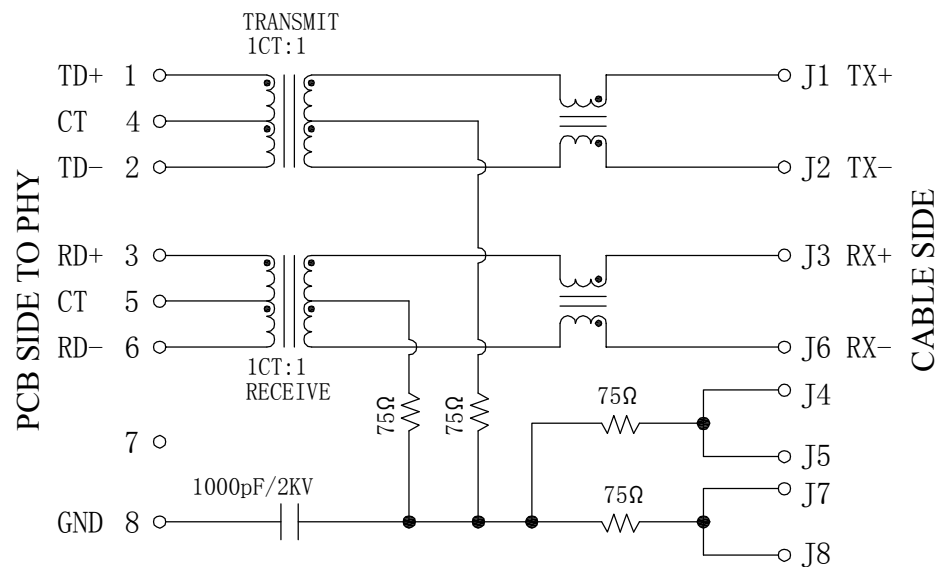 TRANSMIT
1CT:1
TD+ 1
J1 TX+
CT 4
TD- 2
J2 TX-
RD+ 3
J3 RX+
CT 5
RD- 6
J6 RX-
1CT:1
RECEIVE
PCB SIDE TO PHY
CABLE SIDE
75Ω
75Ω
75Ω
J4
7
J5
1000pF/2KV
75Ω
J7
GND 8
J8